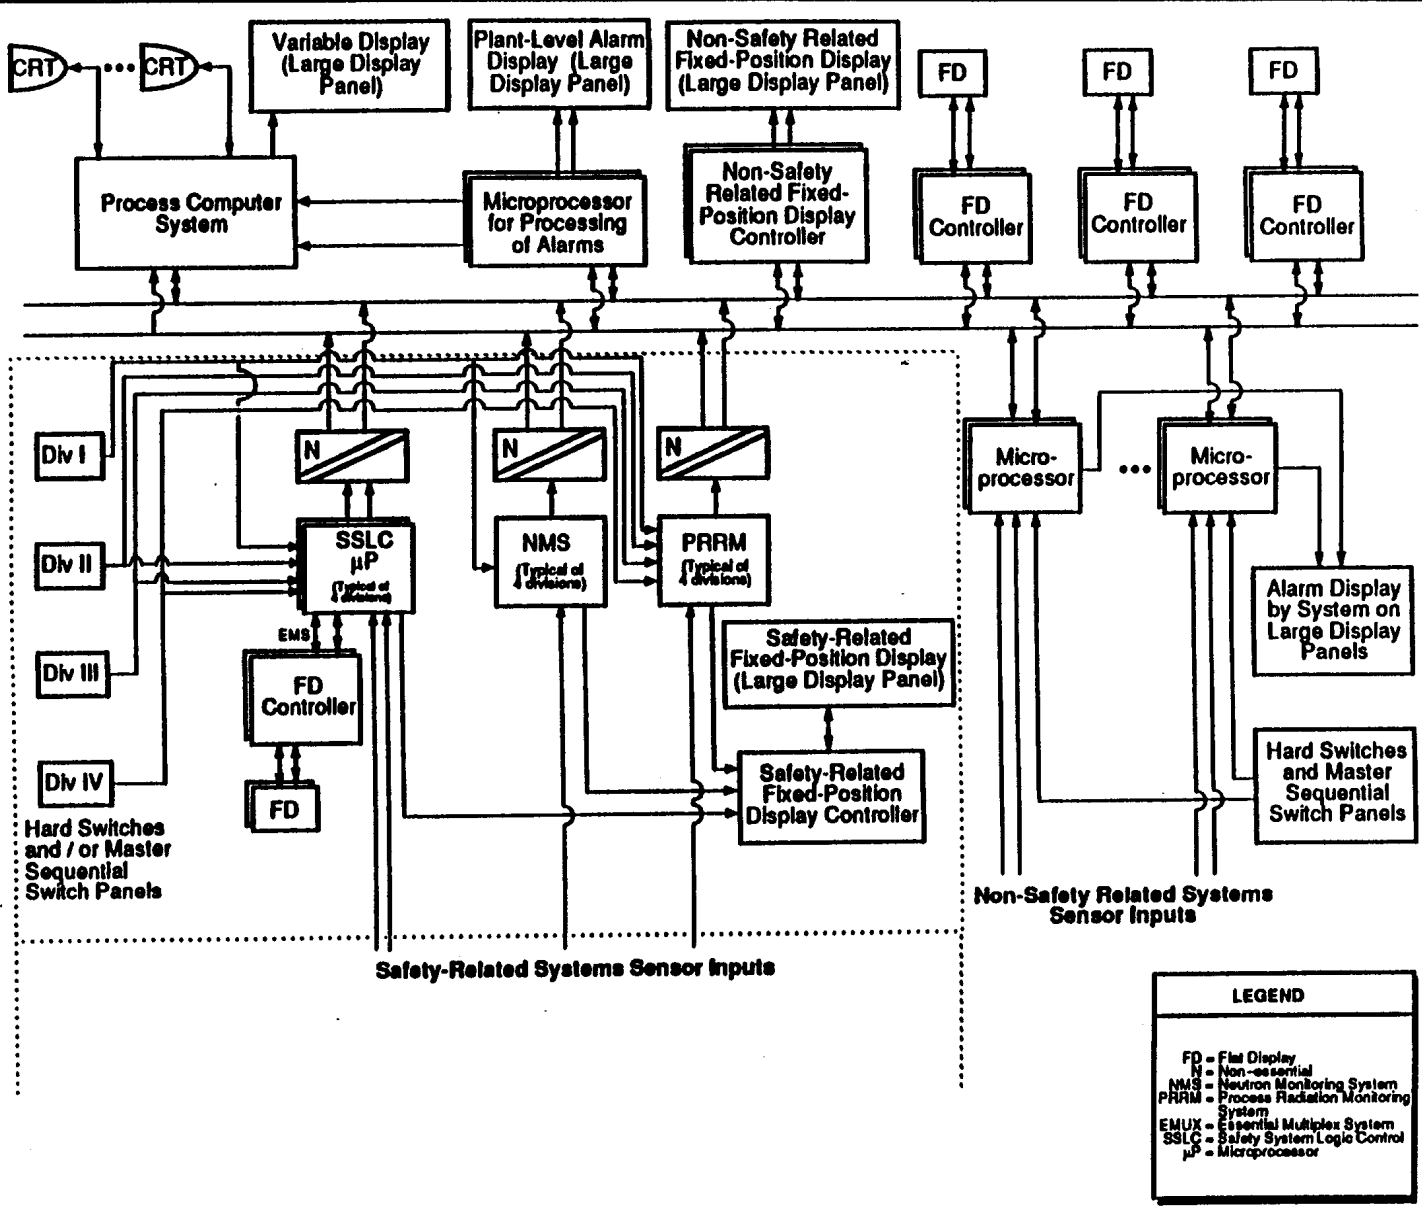 CRT
CRT
Variable Display
(Large Display
Panel)
Plant-Level Alarm
Display (Large
Display Panel)
Non-Safety Related
Fixed-Position Display
(Large Display Panel)
FD
FD
FD
Process Computer
System
Microprocessor
for Processing
of Alarms
Non-Safety
Related Fixed-
Position Display
Controller
FD
Controller
FD
Controller
FD
Controller
Div I
Div II
Div III
Div IV
Hard Switches
and / or Master
Sequential
Switch Panels
N
N
N
SSLC
µP
(Typical of
4 divisions)
NMS
(Typical of
4 divisions)
PRRM
(Typical of
4 divisions)
EMS
FD
Controller
FD
Safety-Related
Fixed-Position Display
(Large Display Panel)
Safety-Related
Fixed-Position
Display Controller
Safety-Related Systems Sensor Inputs
Micro-
processor
Micro-
processor
Alarm Display
by System on
Large Display
Panels
Hard Switches
and Master
Sequential
Switch Panels
Non-Safety Related Systems
Sensor Inputs
LEGEND
FD - Flat Display
N - Non-essential
NMS - Neutron Monitoring System
PRRM - Process Radiation Monitoring
System
EMUX - Essential Multiplex System
SSLC - Safety System Logic Control
µP - Microprocessor